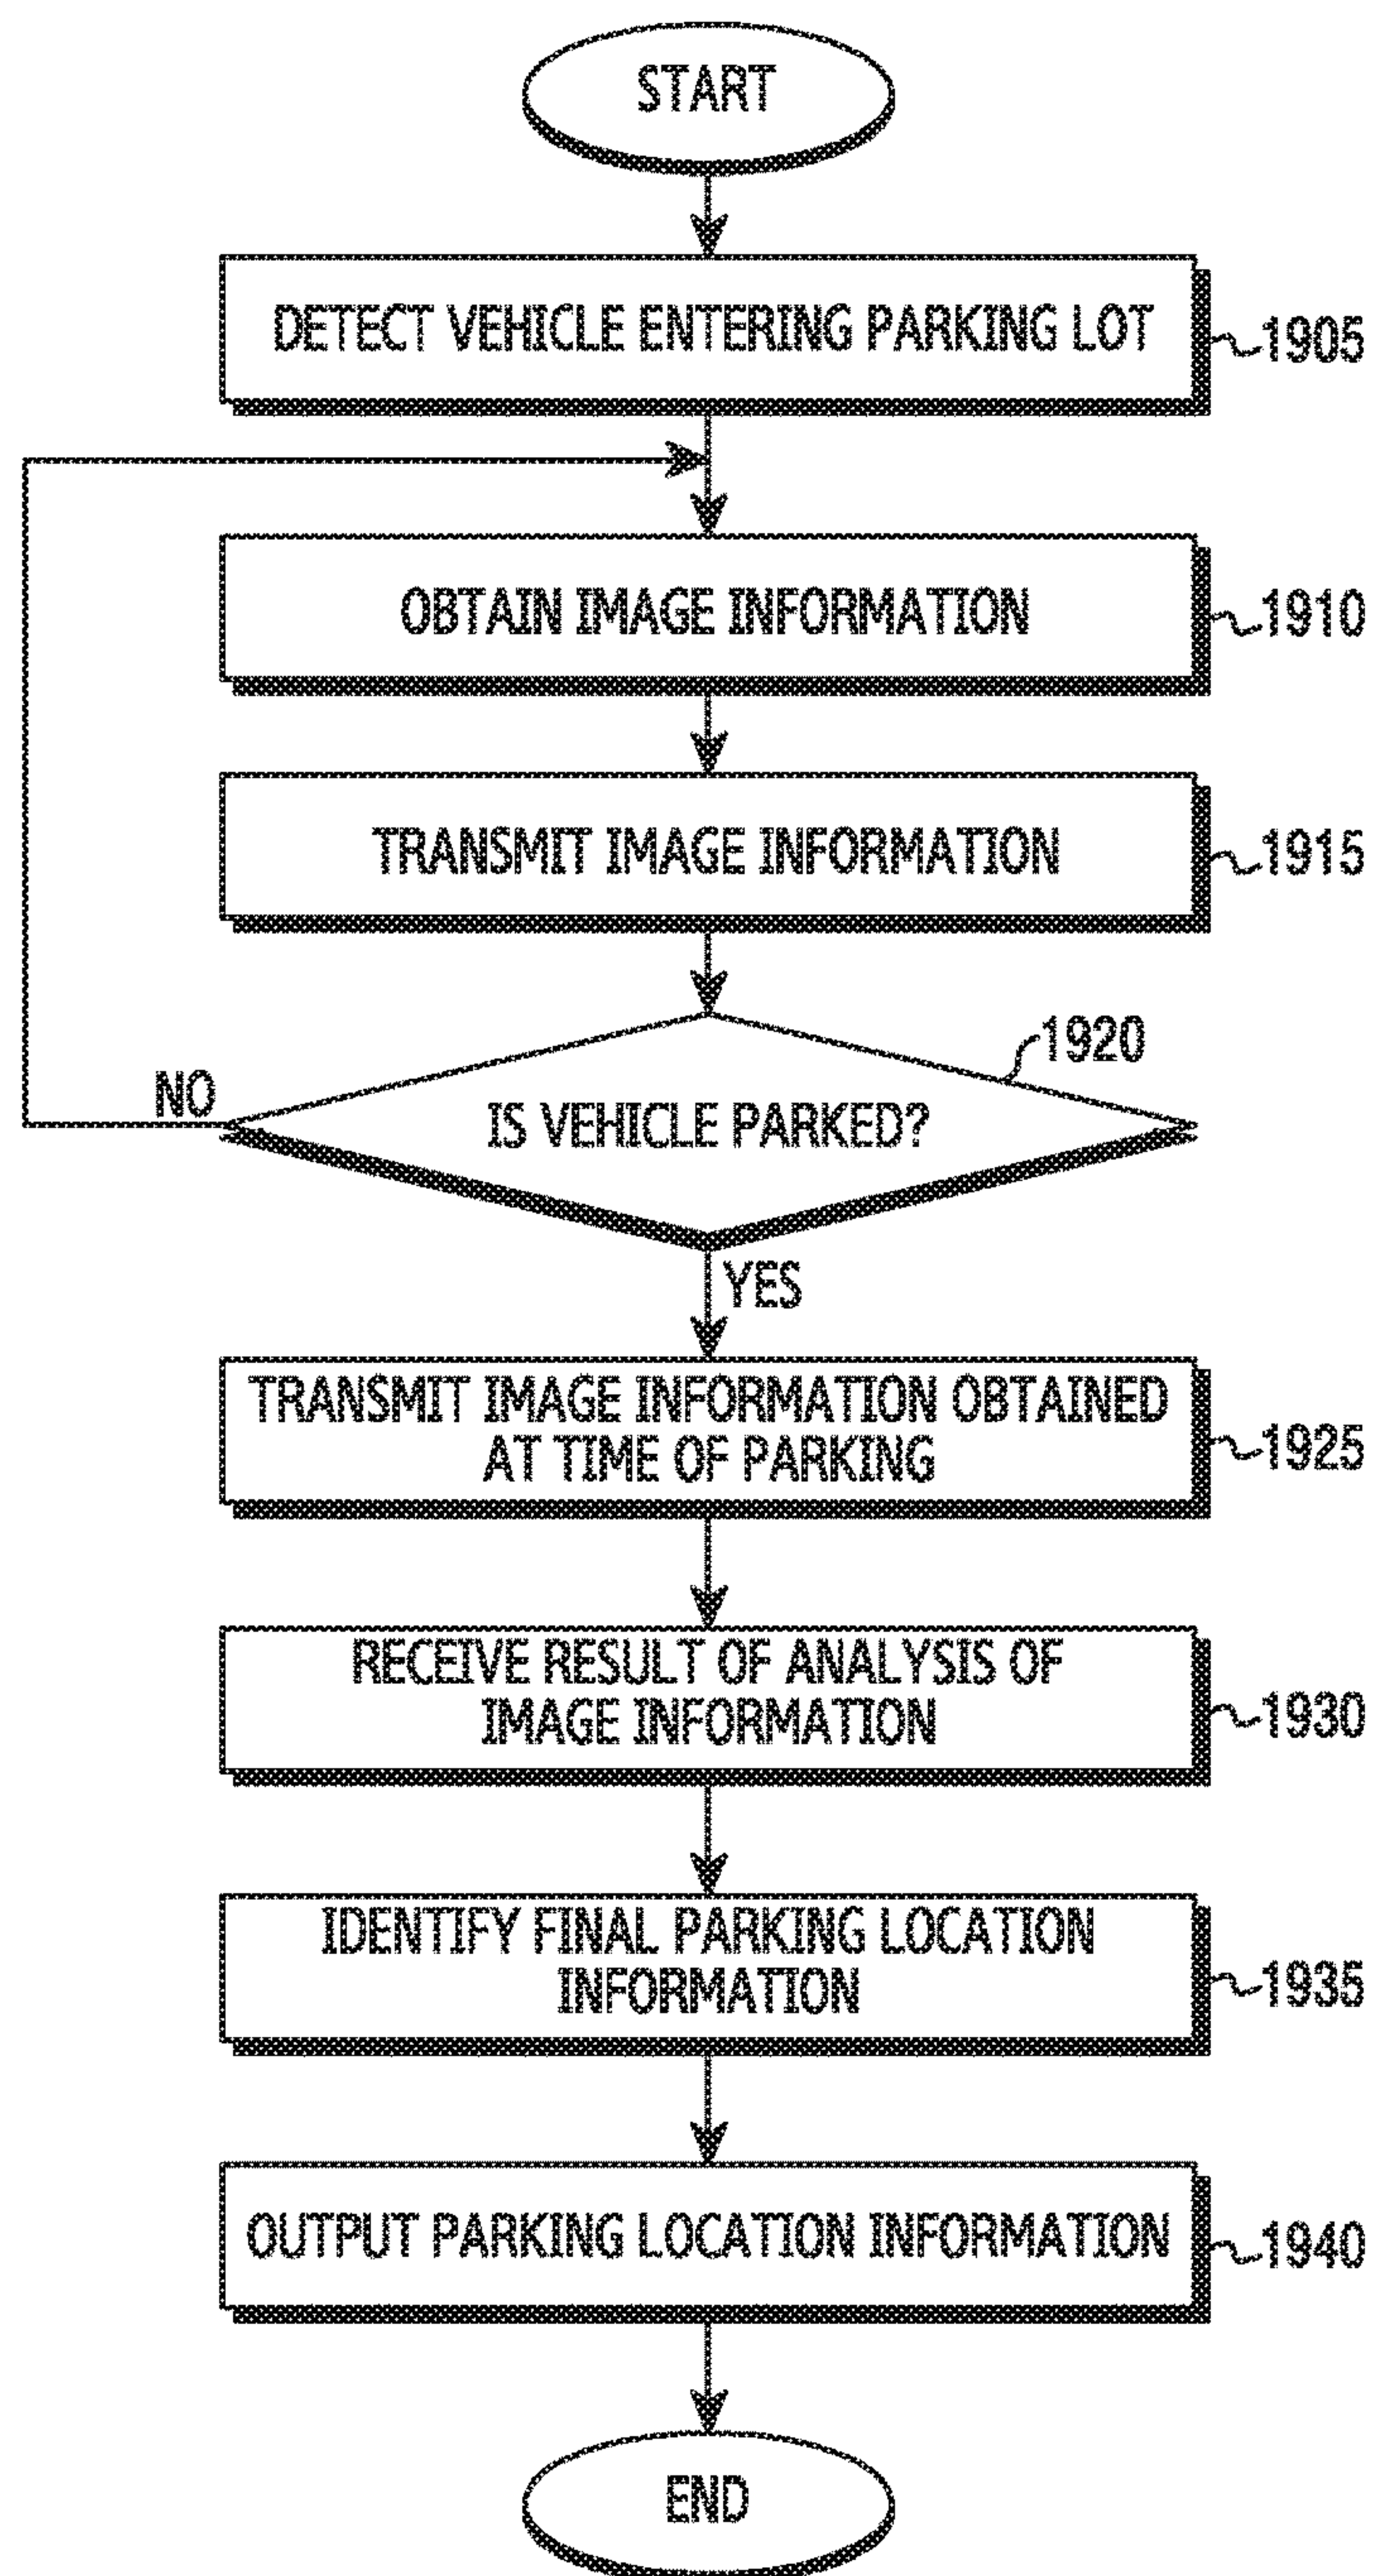 START
DETECT VEHICLE ENTERING PARKING LOT
1905
OBTAIN IMAGE INFORMATION
1910
TRANSMIT IMAGE INFORMATION
1915
1920
NO
IS VEHICLE PARKED?
YES
TRANSMIT IMAGE INFORMATION OBTAINED
AT TIME OF PARKING
1925
RECEIVE RESULT OF ANALYSIS OF
IMAGE INFORMATION
1930
IDENTIFY FINAL PARKING LOCATION
INFORMATION
1935
OUTPUT PARKING LOCATION INFORMATION
1940
END